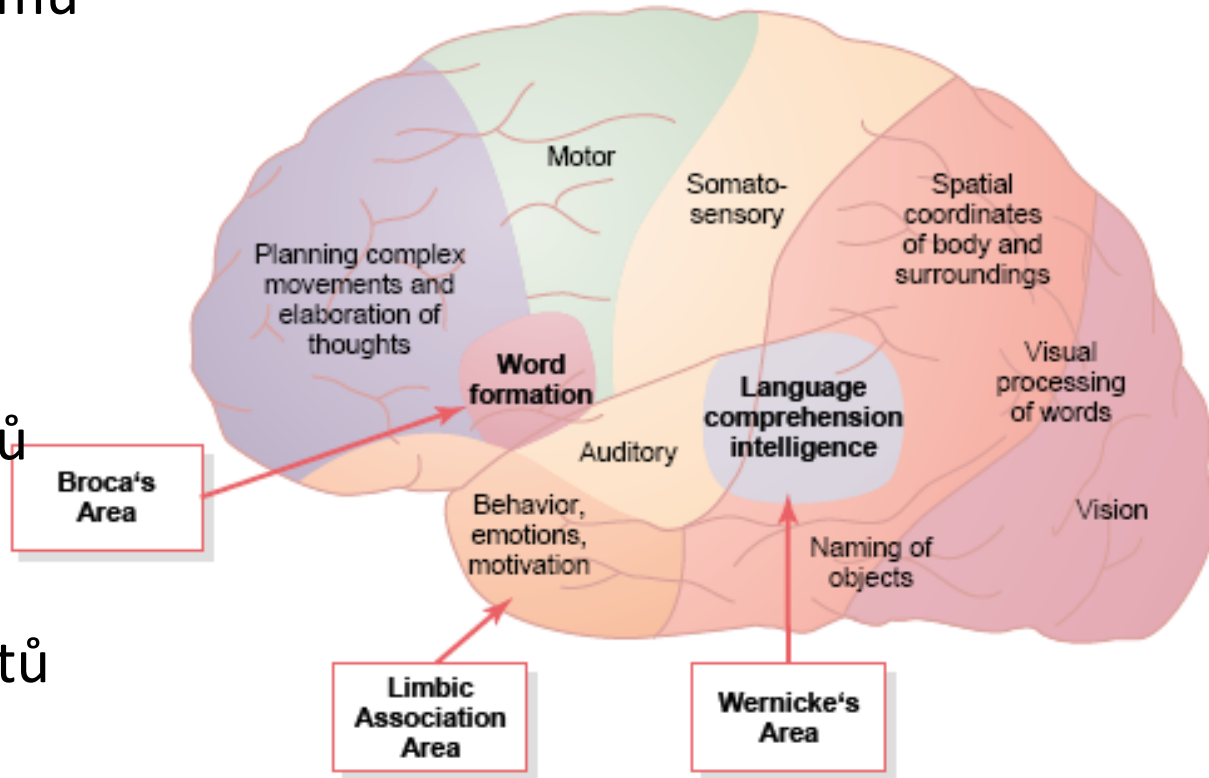 mů
Motor
Somato-
sensory
Spatial
coordinates
of body and
surroundings
Planning complex
movements and
elaboration of
thoughts
Word
formation
Visual
processing
of words
Language
comprehension
intelligence
ů
Auditory
Broca‘s
Area
Behavior,
emotions,
motivation
Vision
Naming of
objects
tů
Limbic
Association
Area
Wernicke‘s
Area